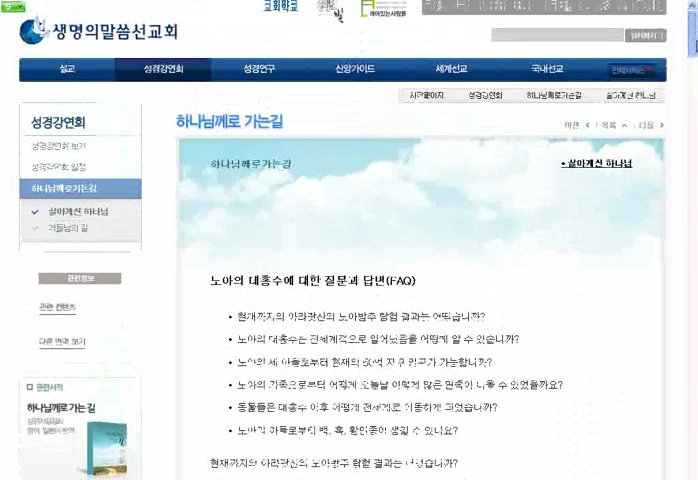 교회학교
깨어있는사람들
생명의말씀선교회
설교 성경강연회 성경연구 신앙가이드 세계선교 국내선교
시작페이지 성경강연회 하나님께로가는길 살아계신 하나님
성경강연회
하나님께로 가는길
이전 목록 다음
성경강연회 보기
성경강연회 일정
하나님께로가는길
살아계신 하나님
거듭남의 길
하나님께로가는길
• 살아계신 하나님
관련정보
관련 컨텐츠
다른 번역 보기
관련서적
하나님께로 가는 길
노아의 대홍수에 대한 질문과 답변(FAQ)
• 현재까지의 아라랏산의 노아방주 탐험 결과는 어떻습니까?
• 노아의 대홍수는 전세계적으로 일어났음을 어떻게 알 수 있습니까?
• 노아의 세 아들로부터 현재의 60억 지구 인구가 가능합니까?
• 노아의 가족으로부터 어떻게 오늘날 이렇게 많은 민족이 나올 수 있었을까요?
• 동물들은 대홍수 이후 어떻게 전세계로 이동하게 되었습니까?
• 노아의 아들로부터 백, 흑, 황인종이 생길 수 있나요?
현재까지의 아라랏산의 노아방주 탐험 결과는 어떻습니까?